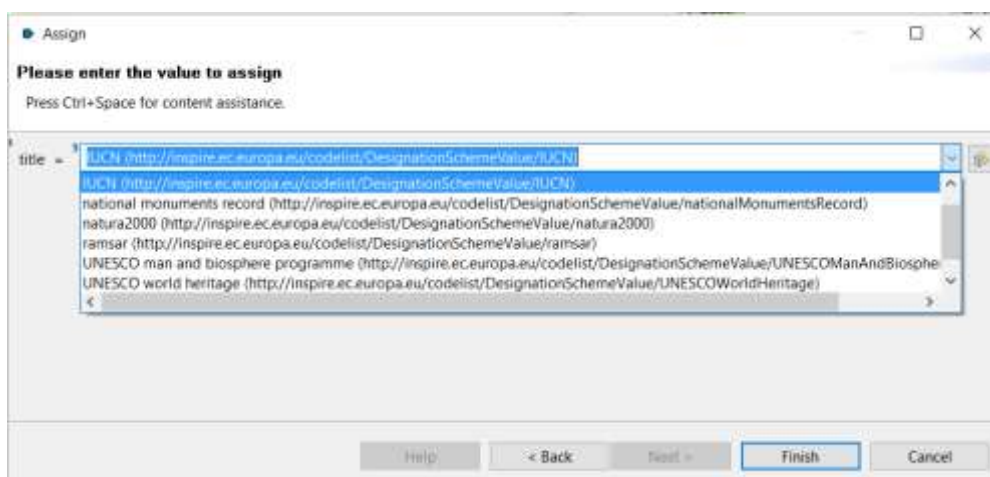 Assign
Please enter the value to assign
Press Ctrl+Space for content assistance.
title = IUCN (http://inspire.ec.europa.eu/codelist/DesignationSchemeValue/IUCN)
IUCN (http://inspire.ec.europa.eu/codelist/DesignationSchemeValue/IUCN)
national monuments record (http://inspire.ec.europa.eu/codelist/DesignationSchemeValue/nationalMonumentsRecord)
natura2000 (http://inspire.ec.europa.eu/codelist/DesignationSchemeValue/natura2000)
ramsar (http://inspire.ec.europa.eu/codelist/DesignationSchemeValue/ramsar)
UNESCO man and biosphere programme (http://inspire.ec.europa.eu/codelist/DesignationSchemeValue/UNESCOManAndBiosphe
UNESCO world heritage (http://inspire.ec.europa.eu/codelist/DesignationSchemeValue/UNESCOWorldHeritage)
Help < Back Next > Finish Cancel